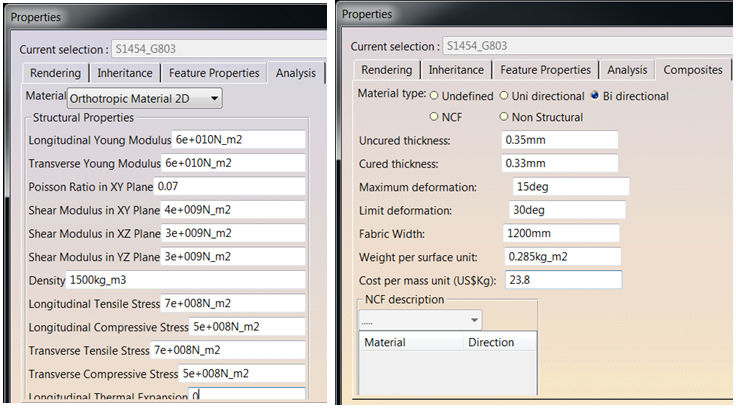 Properties
Current selection : S1454_G803
Rendering Inheritance Feature Properties Analysis
Material Orthotropic Material 2D
Structural Properties
Longitudinal Young Modulus 6e+010N_m2
Transverse Young Modulus 6e+010N_m2
Poisson Ratio in XY Plane 0.07
Shear Modulus in XY Plane 4e+009N_m2
Shear Modulus in XZ Plane 3e+009N_m2
Shear Modulus in YZ Plane 3e+009N_m2
Density 1500kg_m3
Longitudinal Tensile Stress 7e+008N_m2
Longitudinal Compressive Stress 5e+008N_m2
Transverse Tensile Stress 7e+008N_m2
Transverse Compressive Stress 5e+008N_m2
Longitudinal Thermal Expansion 0
Properties
Current selection : S1454_G803
Rendering Inheritance Feature Properties Analysis Composites
Material type: Undefined Uni directional Bi directional
NCF Non Structural
Uncured thickness: 0.35mm
Cured thickness: 0.33mm
Maximum deformation: 15deg
Limit deformation: 30deg
Fabric Width: 1200mm
Weight per surface unit: 0.285kg_m2
Cost per mass unit (US$Kg): 23.8
NCF description
.....
Material Direction